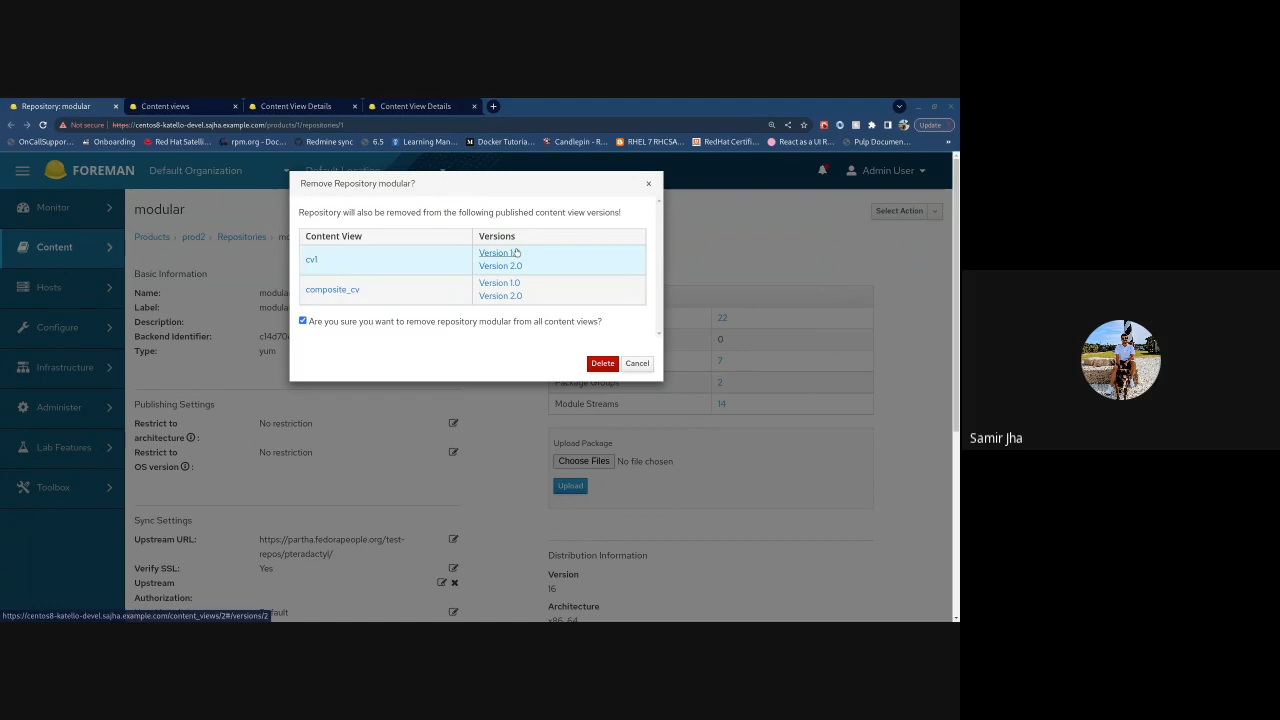 Repository: modular
Content views
Content View Details
Content View Details
Not secure https://centos8-katello-devel.sajha.example.com/products/1/repositories/1
Update
OnCallSuppor...
Onboarding
Red Hat Satelli...
rpm.org - Doc...
Redmine sync
6.5
Learning Man...
Docker Tutoria...
Candlepin - R...
RHEL 7 RHCSA...
RedHat Certifi...
React as a UI R...
Pulp Documen...
»
FOREMAN
Default Organization
Default Location
Admin User
Monitor
Content
Hosts
Configure
Infrastructure
Administer
Lab Features
Toolbox
modular
Select Action
Products
prod2
Repositories
Remove Repository modular?
×
Repository will also be removed from the following published content view versions!
Content View Versions
cv1
Version 1.0
Version 2.0
composite_cv
Version 1.0
Version 2.0
Are you sure you want to remove repository modular from all content views?
Delete Cancel
Basic Information
Name: modula
Label: modula
Description:
Backend Identifier: c14d70
Type: yum
22
0
7
Package Groups 2
Module Streams 14
Publishing Settings
Restrict to
architecture :
No restriction
Restrict to
OS version :
No restriction
Upload Package
Choose Files No file chosen
Upload
Sync Settings
Upstream URL: https://partha.fedorapeople.org/test-
repos/pteradactyl/
Verify SSL: Yes
Upstream
Authorization:
Default
Distribution Information
Version
16
Architecture
x86_64
https://centos8-katello-devel.sajha.example.com/content_views/2#/versions/2
Samir Jha